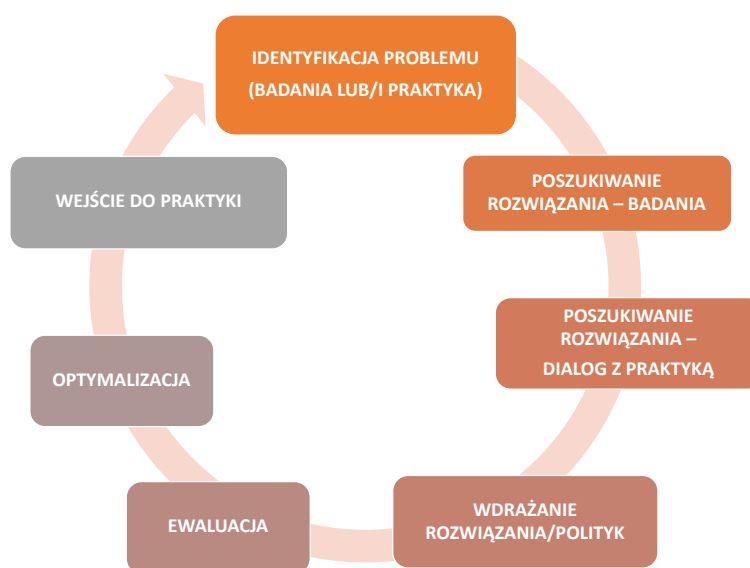 IDENTYFIKACJA PROBLEMU
(BADANIA LUB/I PRAKTYKA)
POSZUKIWANIE
ROZWIĄZANIA – BADANIA
POSZUKIWANIE
ROZWIĄZANIA –
DIALOG Z PRAKTYKĄ
WDRAŻANIE
ROZWIĄZANIA/POLITYK
EWALUACJA
OPTYMALIZACJA
WEJŚCIE DO PRAKTYKI